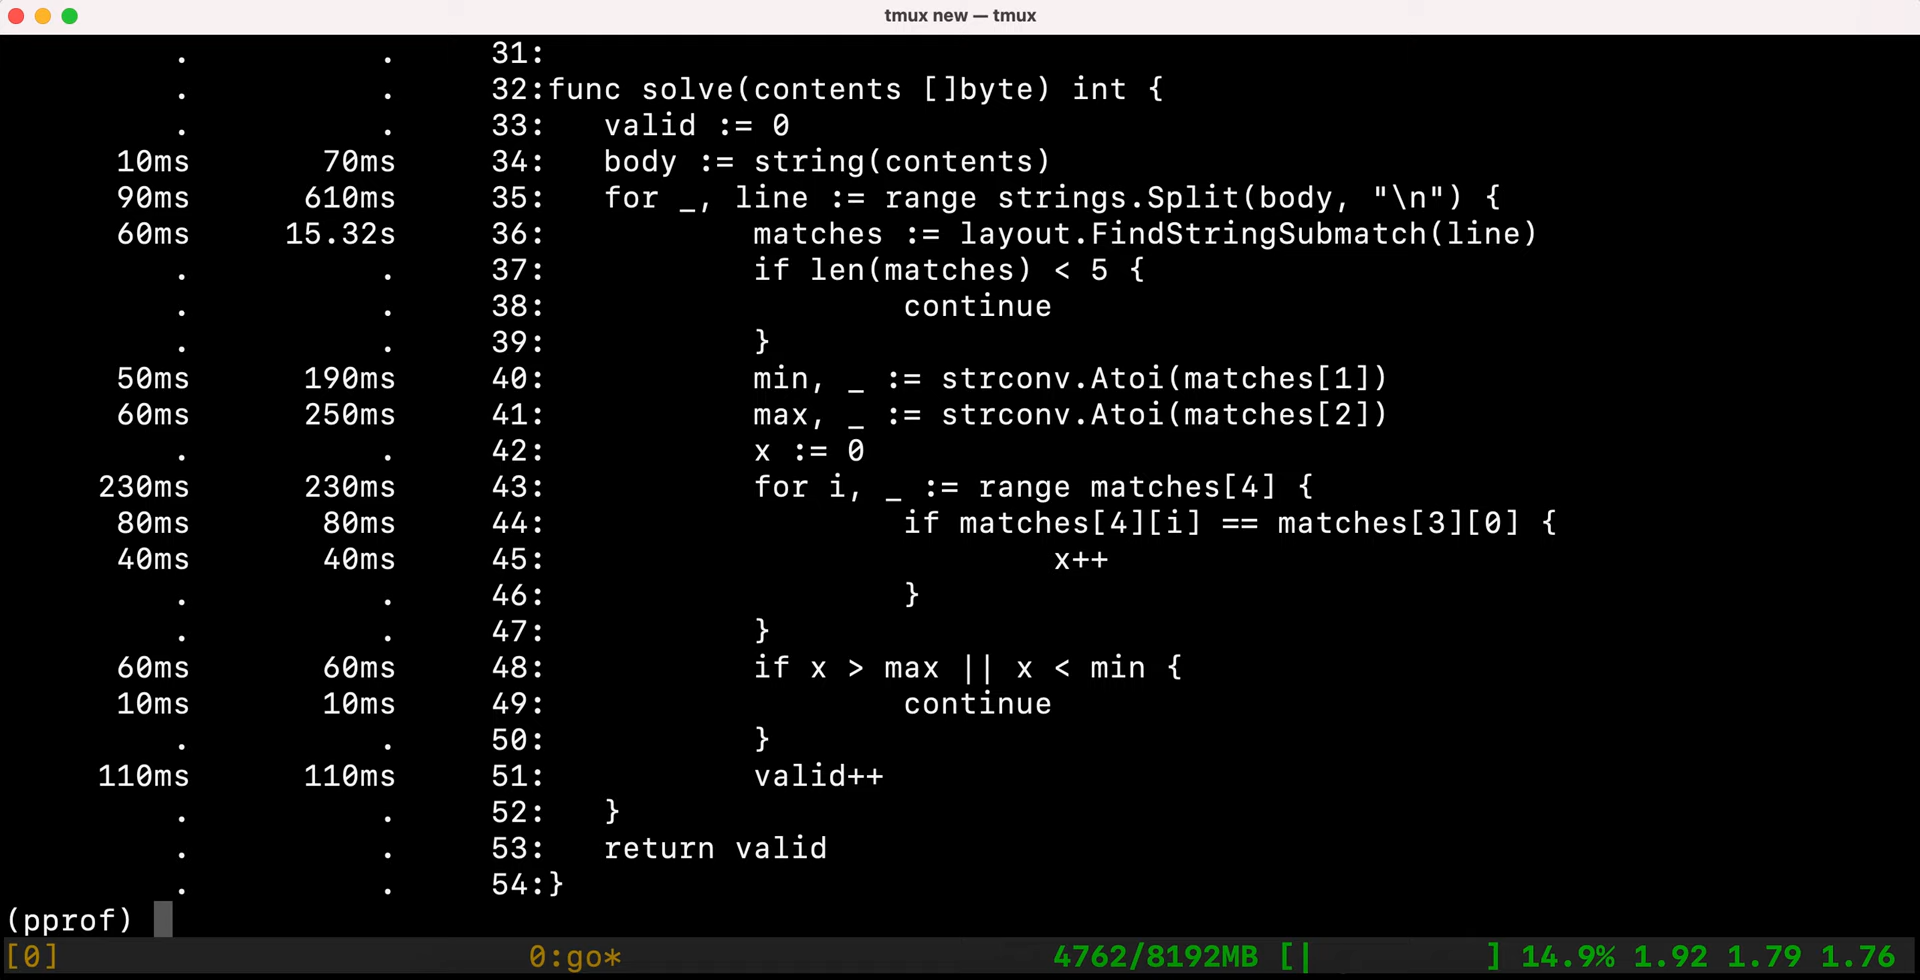 tmux new — tmux
. . 31:
. . 32:func solve(contents []byte) int {
. . 33: valid := 0
10ms 70ms 34: body := string(contents)
90ms 610ms 35: for _, line := range strings.Split(body, "\n") {
60ms 15.32s 36: matches := layout.FindStringSubmatch(line)
. . 37: if len(matches) < 5 {
. . 38: continue
. . 39: }
50ms 190ms 40: min, _ := strconv.Atoi(matches[1])
60ms 250ms 41: max, _ := strconv.Atoi(matches[2])
. . 42: x := 0
230ms 230ms 43: for i, _ := range matches[4] {
80ms 80ms 44: if matches[4][i] == matches[3][0] {
40ms 40ms 45: x++
. . 46: }
. . 47: }
60ms 60ms 48: if x > max || x < min {
10ms 10ms 49: continue
. . 50: }
110ms 110ms 51: valid++
. . 52: }
. . 53: return valid
. . 54:}
(pprof)
[0] 0:go* 4762/8192MB [| ] 14.9% 1.92 1.79 1.76